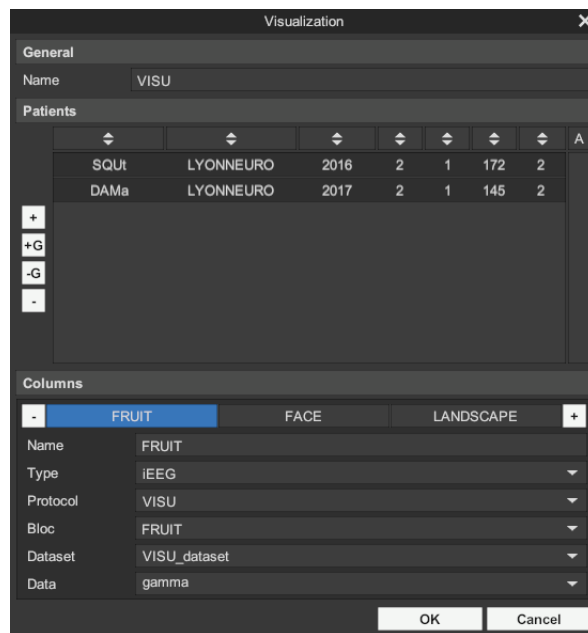 Visualization ×
General
Name VISU
Patients
A
SQUt LYONNEURO 2016 2 1 172 2
DAMa LYONNEURO 2017 2 1 145 2
+
+G
-G
-
Columns
- FRUIT FACE LANDSCAPE +
Name FRUIT
Type iEEG
Protocol VISU
Bloc FRUIT
Dataset VISU_dataset
Data gamma
OK Cancel